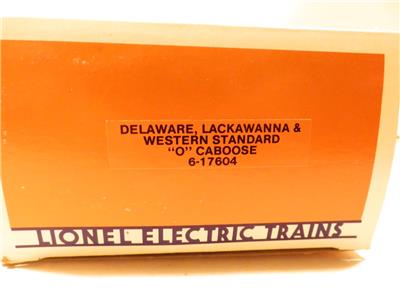 DELAWARE, LACKAWANNA &
WESTERN STANDARD
"O" CABOOSE
6-17604
LIONEL ELECTRIC TRAINS